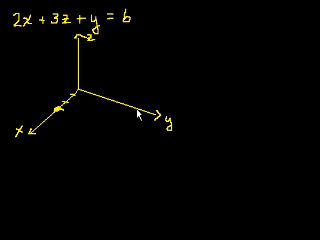 2x + 3z + y = 6
z
y
x